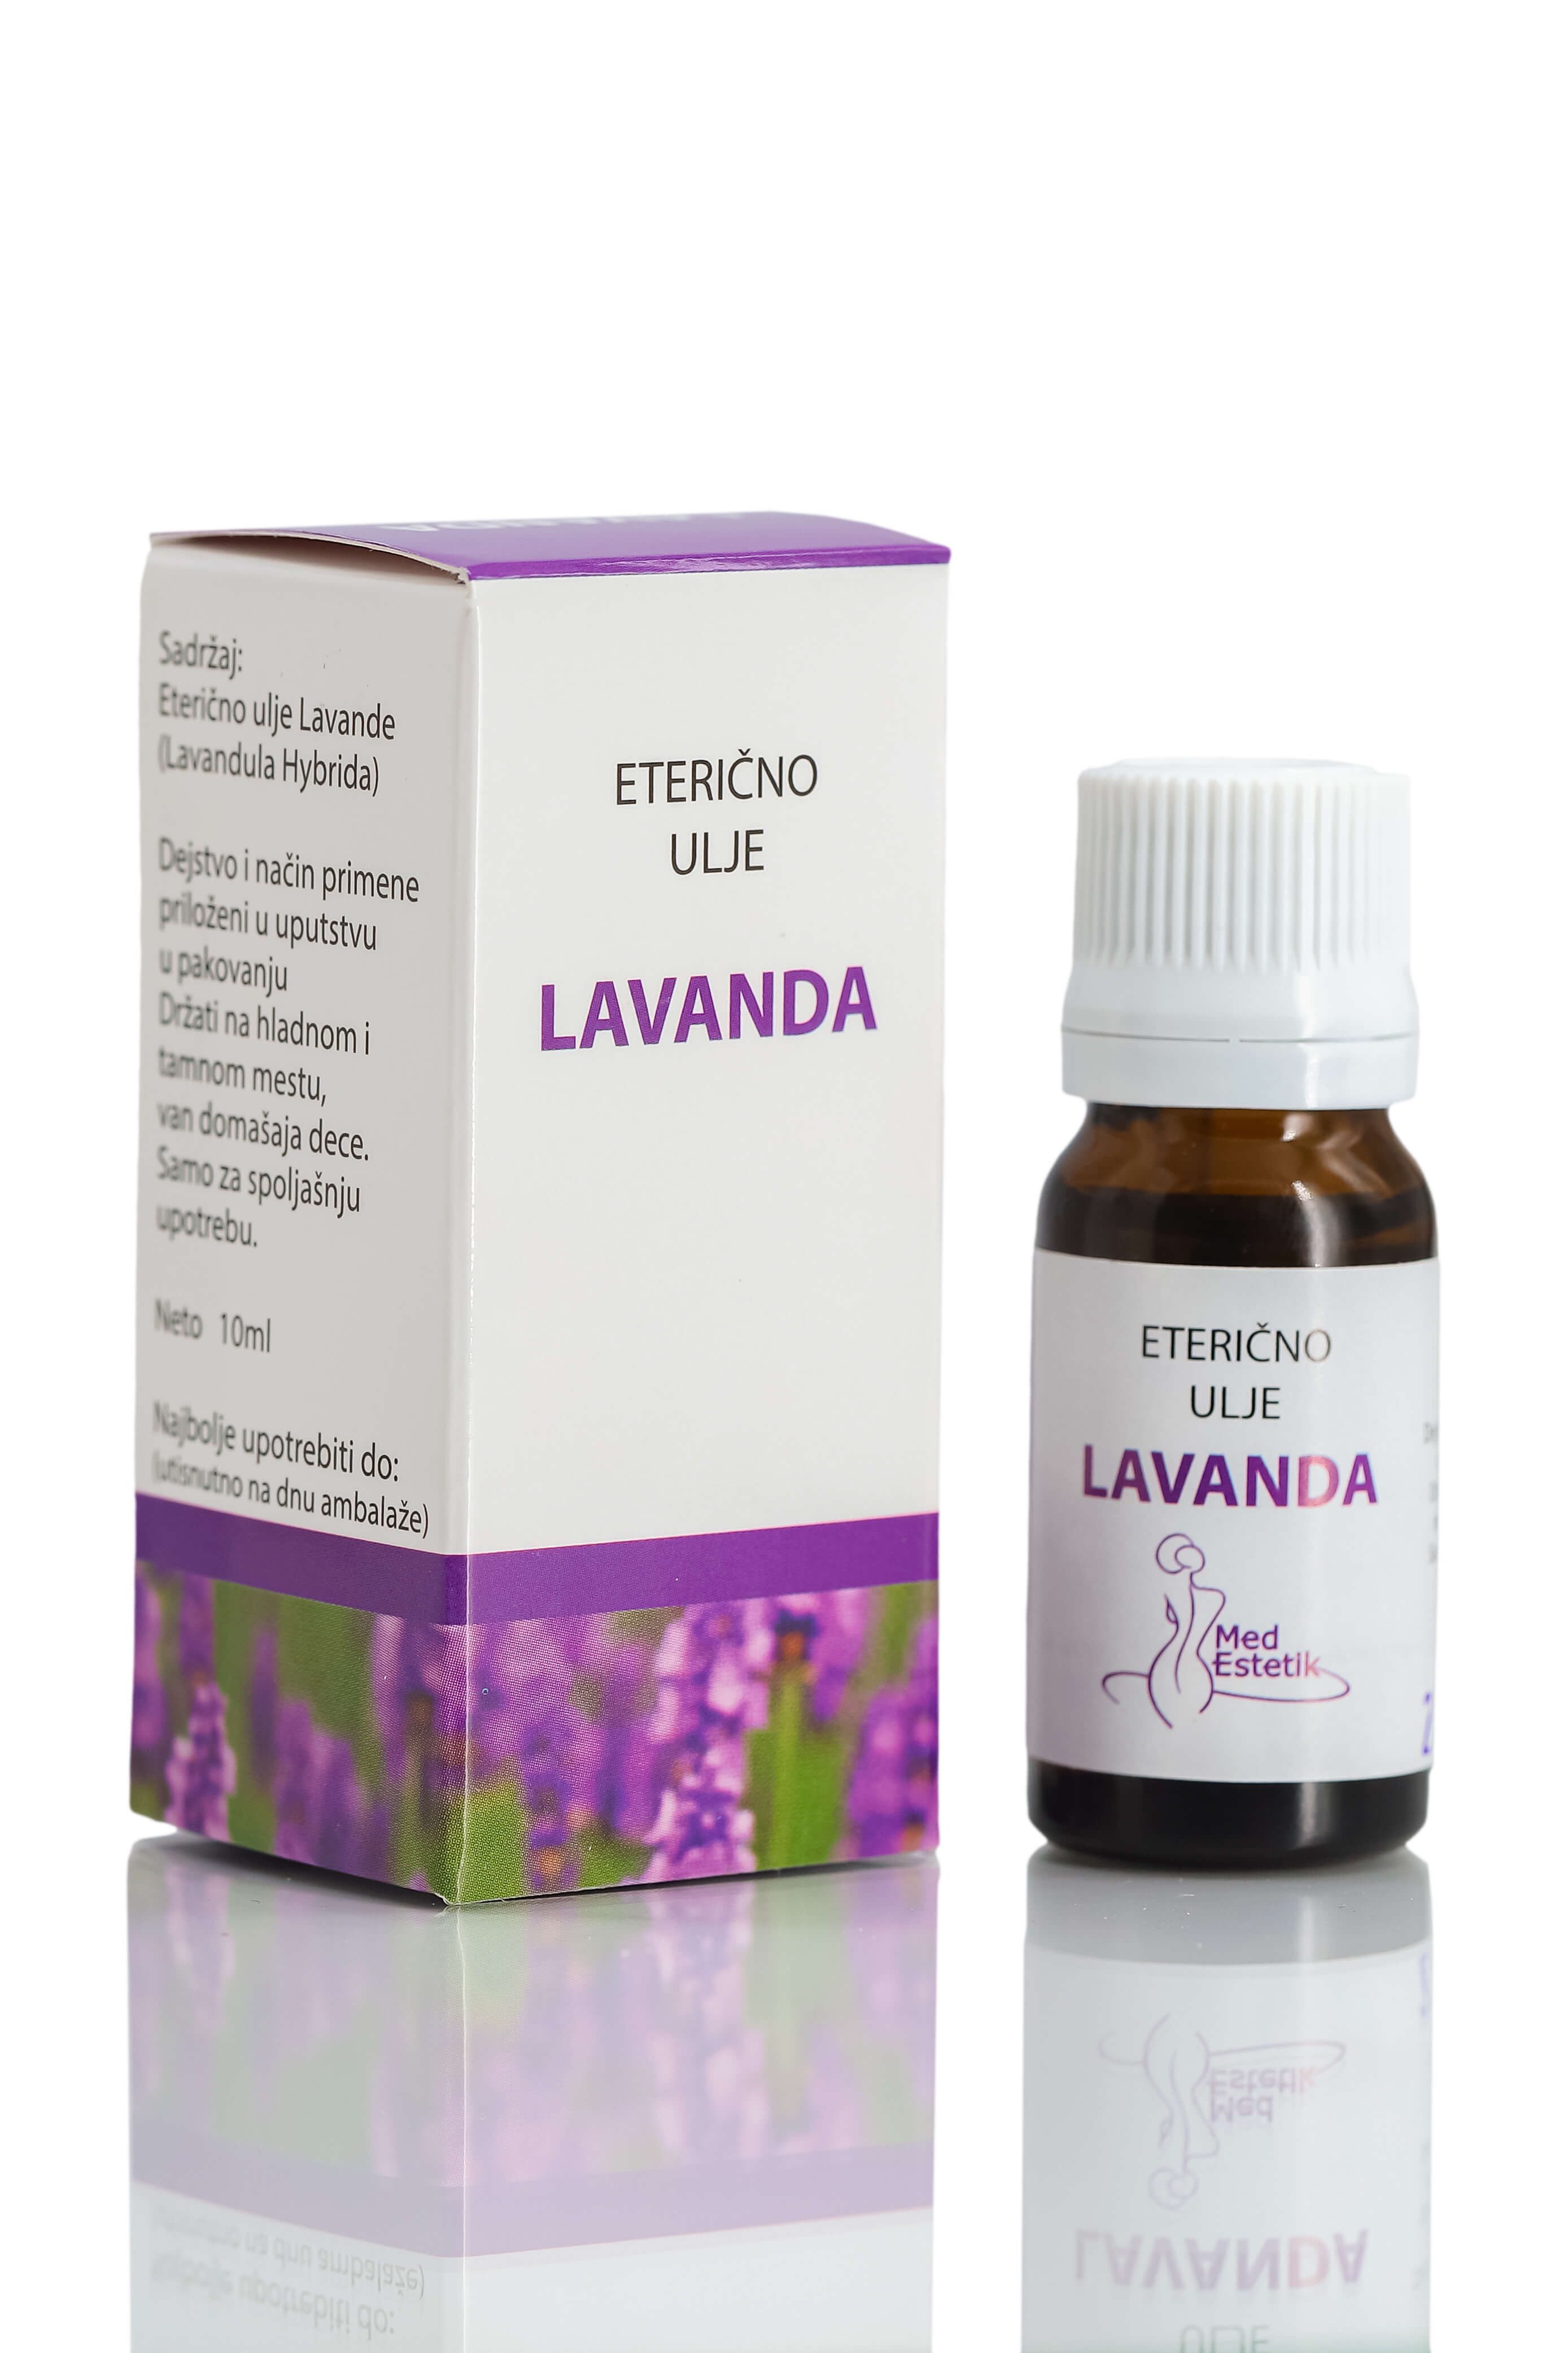 Sadržaj:
Eterično ulje Lavande
(Lavandula Hybrida)
Dejstvo i način primene
priloženi u uputstvu
u pakovanju
Držati na hladnom i
tamnom mestu,
van domašaja dece.
Samo za spoljašnju
upotrebu.
Neto 10ml
Najbolje upotrebiti do:
(utisnutno na dnu ambalaže)
ETERIČNO
ULJE
LAVANDA
ETERIČNO
ULJE
LAVANDA
Med
Estetik